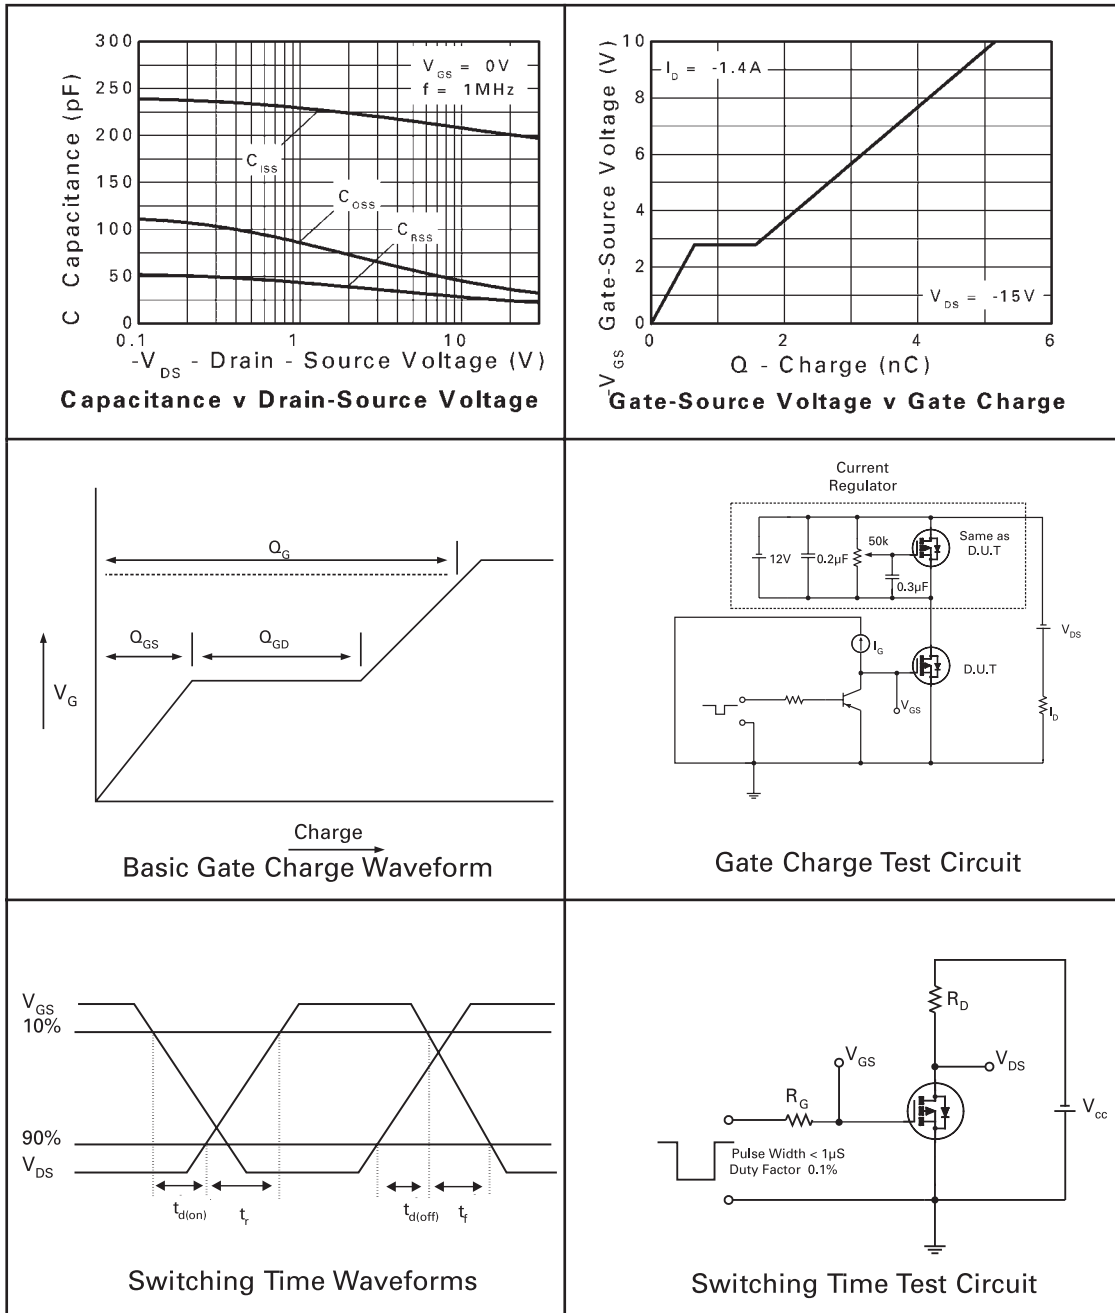 300
250
200
150
100
50
0
C Capacitance (pF)
V_GS = 0V
f = 1MHz
C_ISS
C_OSS
C_RSS
0.1
1
10
-V_DS - Drain - Source Voltage (V)
Capacitance v Drain-Source Voltage
10
8
6
4
2
0
-V_GS Gate-Source Voltage (V)
I_D = -1.4A
V_DS = -15V
0
2
4
6
Q - Charge (nC)
Gate-Source Voltage v Gate Charge
Q_G
Q_GS
Q_GD
V_G
Charge
Basic Gate Charge Waveform
Current
Regulator
12V
0.2µF
50k
0.3µF
Same as
D.U.T
I_G
V_DS
D.U.T
V_GS
I_D
Gate Charge Test Circuit
V_GS
10%
90%
V_DS
t_d(on)
t_r
t_d(off)
t_f
Switching Time Waveforms
R_D
V_GS
V_DS
R_G
V_cc
Pulse Width < 1µS
Duty Factor 0.1%
Switching Time Test Circuit